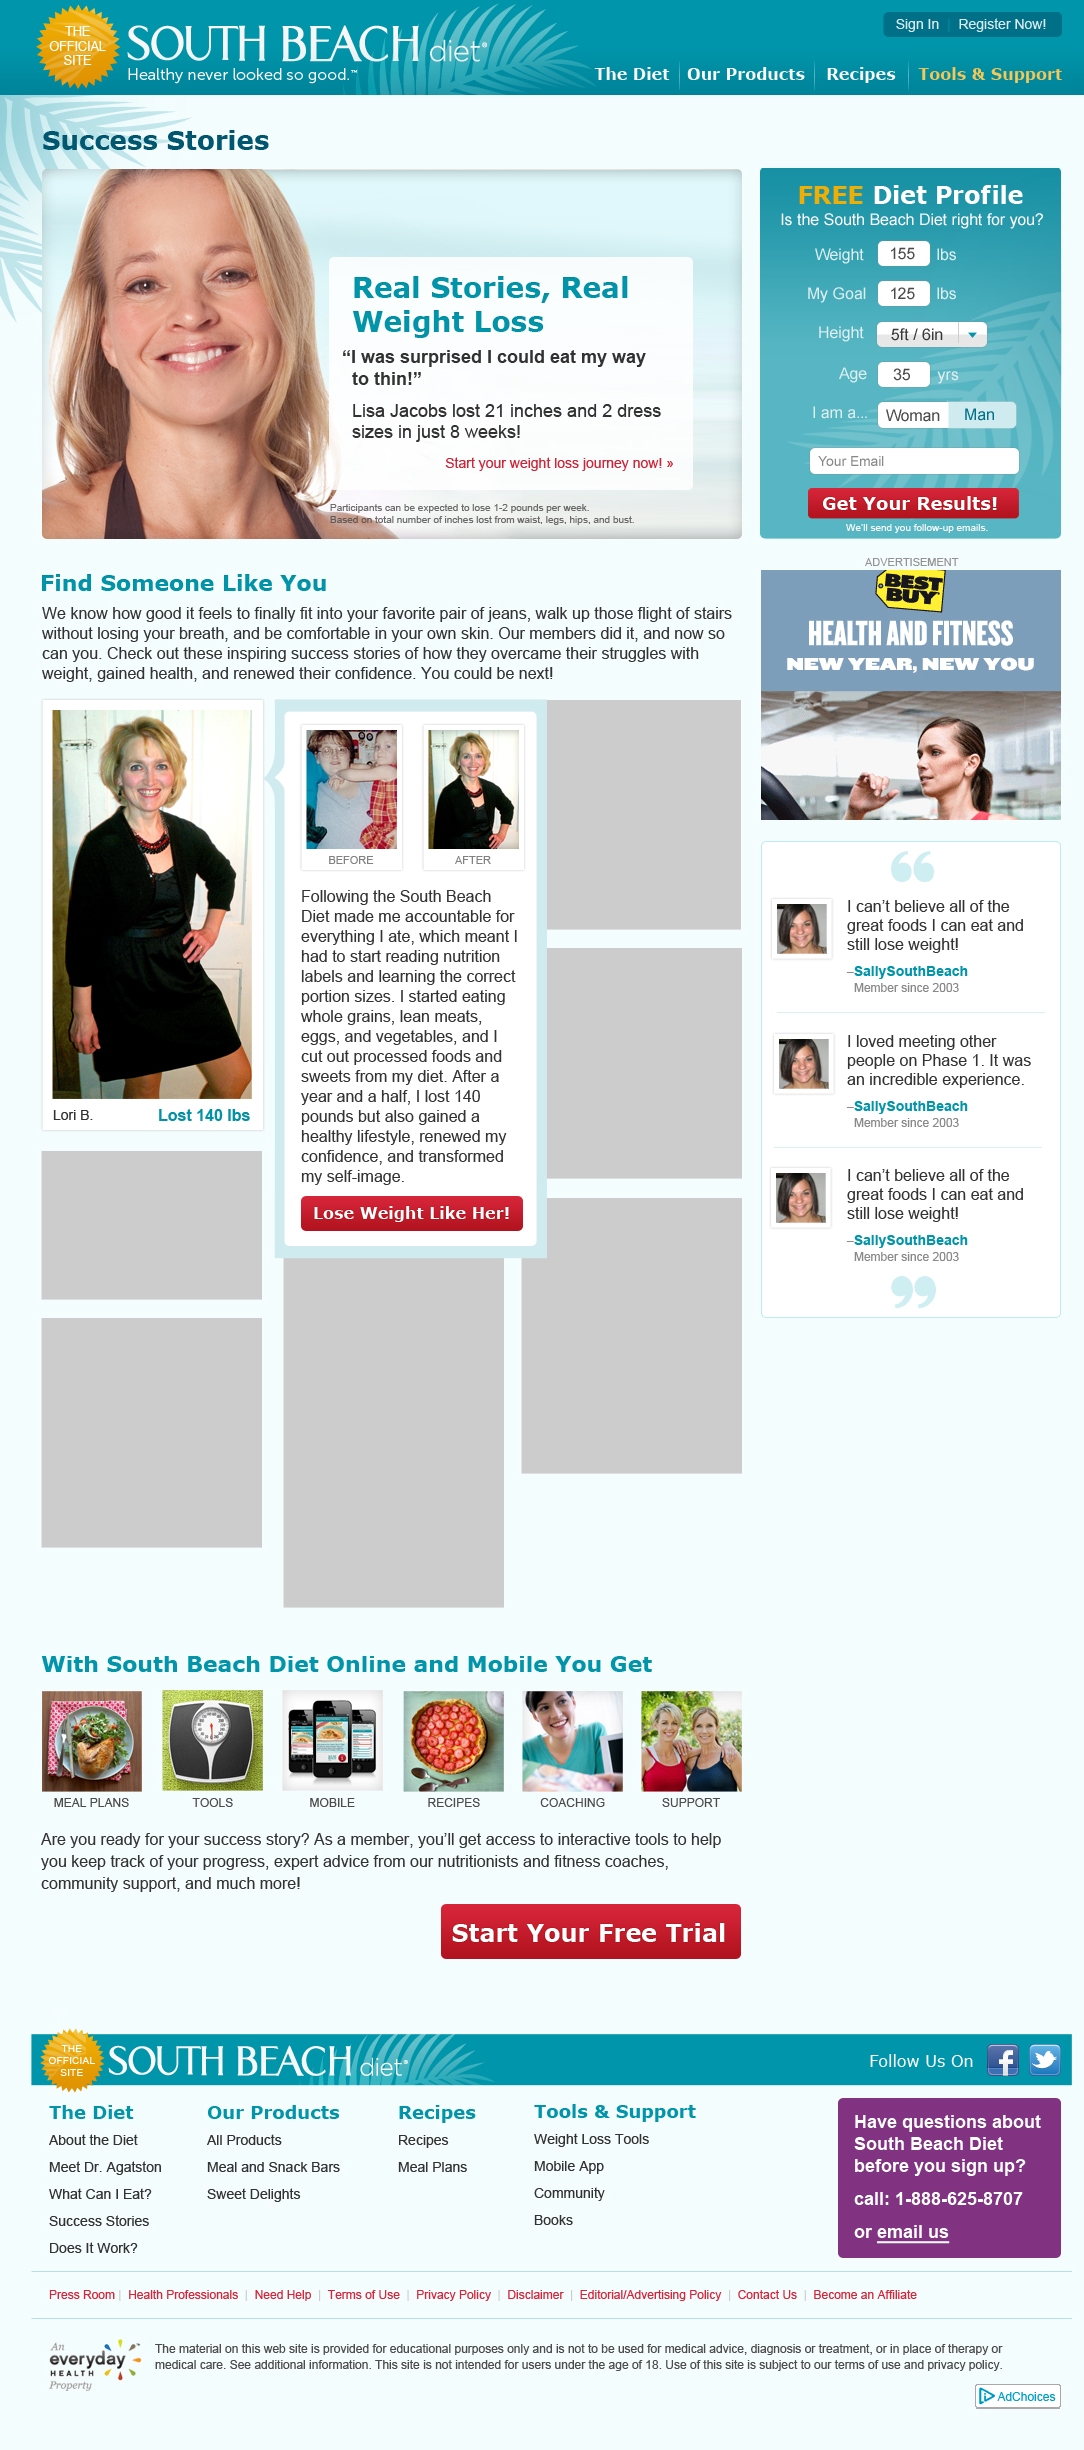 THE
OFFICIAL
SITE
SOUTH BEACH diet®
Healthy never looked so good.™
Sign In | Register Now!
The Diet | Our Products | Recipes | Tools & Support
Success Stories
Real Stories, Real
Weight Loss
“I was surprised I could eat my way
to thin!”
Lisa Jacobs lost 21 inches and 2 dress
sizes in just 8 weeks!
Start your weight loss journey now! »
Participants can be expected to lose 1-2 pounds per week.
Based on total number of inches lost from waist, legs, hips, and bust.
FREE Diet Profile
Is the South Beach Diet right for you?
Weight 155 lbs
My Goal 125 lbs
Height 5ft / 6in
Age 35 yrs
I am a... Woman Man
Your Email
Get Your Results!
We'll send you follow-up emails.
ADVERTISEMENT
BEST
BUY
HEALTH AND FITNESS
NEW YEAR, NEW YOU
Find Someone Like You
We know how good it feels to finally fit into your favorite pair of jeans, walk up those flight of stairs
without losing your breath, and be comfortable in your own skin. Our members did it, and now so
can you. Check out these inspiring success stories of how they overcame their struggles with
weight, gained health, and renewed their confidence. You could be next!
Lori B. Lost 140 lbs
BEFORE AFTER
Following the South Beach
Diet made me accountable for
everything I ate, which meant I
had to start reading nutrition
labels and learning the correct
portion sizes. I started eating
whole grains, lean meats,
eggs, and vegetables, and I
cut out processed foods and
sweets from my diet. After a
year and a half, I lost 140
pounds but also gained a
healthy lifestyle, renewed my
confidence, and transformed
my self-image.
Lose Weight Like Her!
“
I can’t believe all of the
great foods I can eat and
still lose weight!
–SallySouthBeach
Member since 2003
I loved meeting other
people on Phase 1. It was
an incredible experience.
–SallySouthBeach
Member since 2003
I can’t believe all of the
great foods I can eat and
still lose weight!
–SallySouthBeach
Member since 2003
”
With South Beach Diet Online and Mobile You Get
MEAL PLANS TOOLS MOBILE RECIPES COACHING SUPPORT
Are you ready for your success story? As a member, you’ll get access to interactive tools to help
you keep track of your progress, expert advice from our nutritionists and fitness coaches,
community support, and much more!
Start Your Free Trial
THE
OFFICIAL
SITE
SOUTH BEACH diet®
Follow Us On
The Diet
About the Diet
Meet Dr. Agatston
What Can I Eat?
Success Stories
Does It Work?
Our Products
All Products
Meal and Snack Bars
Sweet Delights
Recipes
Recipes
Meal Plans
Tools & Support
Weight Loss Tools
Mobile App
Community
Books
Have questions about
South Beach Diet
before you sign up?
call: 1-888-625-8707
or email us
Press Room | Health Professionals | Need Help | Terms of Use | Privacy Policy | Disclaimer | Editorial/Advertising Policy | Contact Us | Become an Affiliate
An
everyday
HEALTH
Property
The material on this web site is provided for educational purposes only and is not to be used for medical advice, diagnosis or treatment, or in place of therapy or
medical care. See additional information. This site is not intended for users under the age of 18. Use of this site is subject to our terms of use and privacy policy.
AdChoices